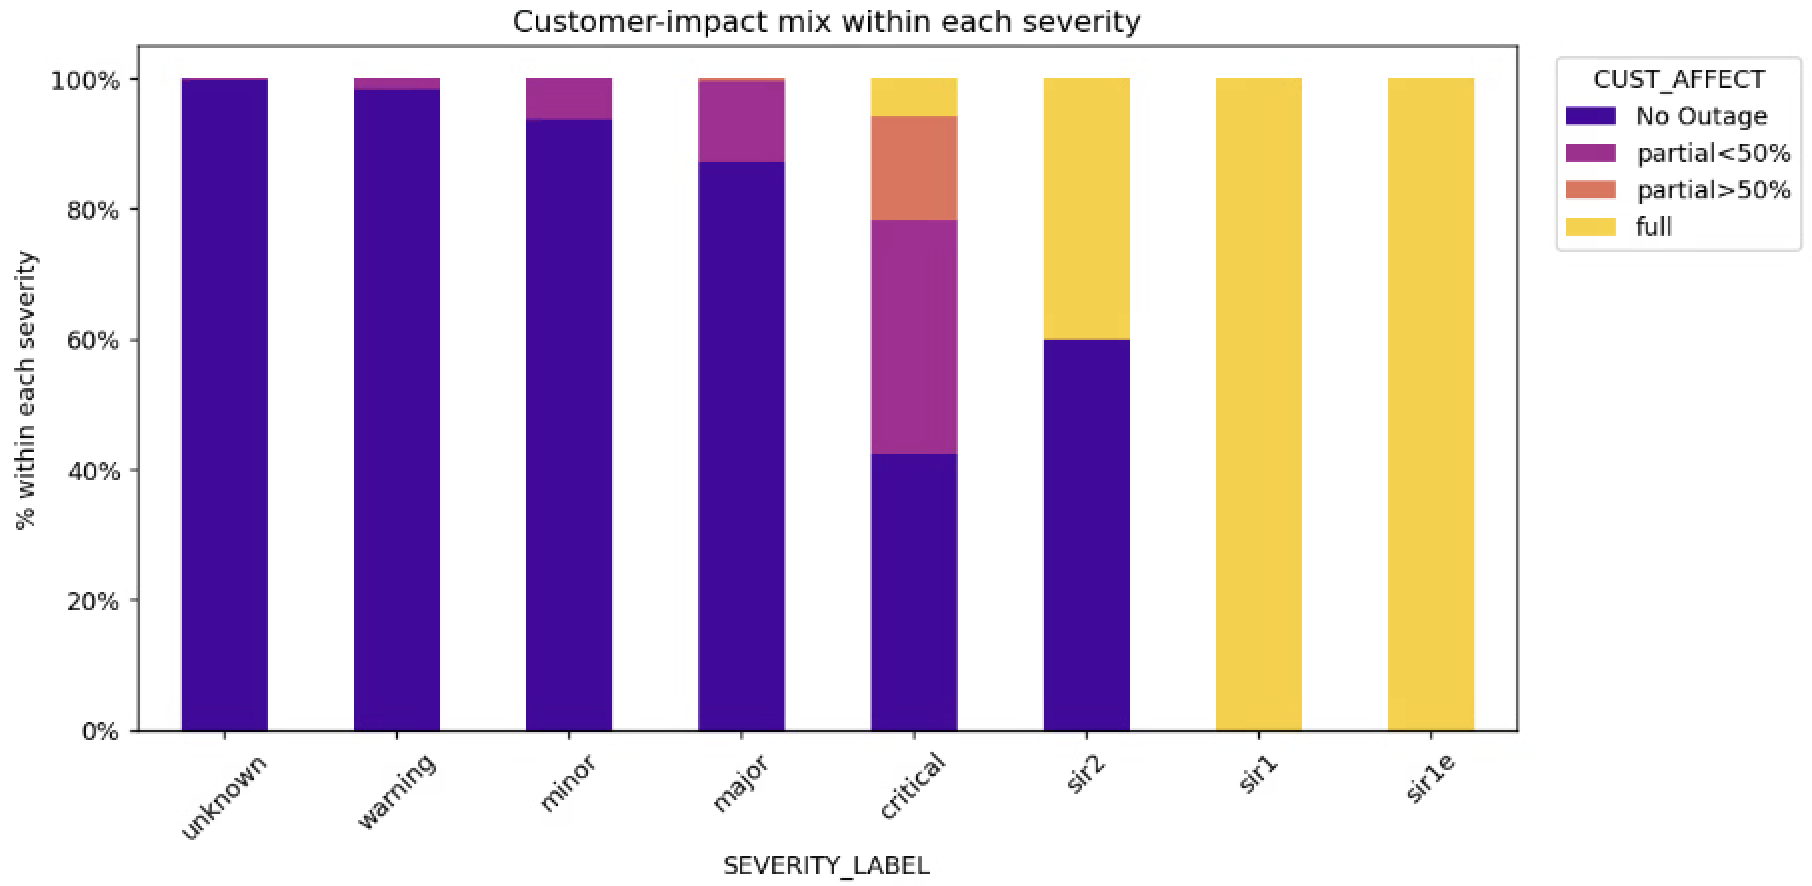 Customer-impact mix within each severity
100%
80%
60%
40%
20%
0%
% within each severity
unknown
warning
minor
major
critical
sir2
sir1
sir1e
SEVERITY_LABEL
CUST_AFFECT
No Outage
partial<50%
partial>50%
full